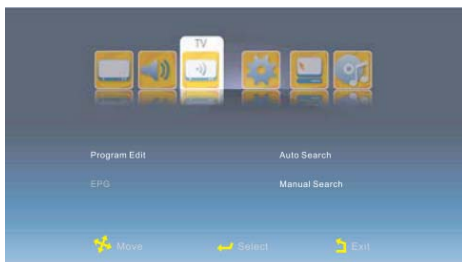 TV
Program Edit Auto Search
EPG Manual Search
Move Select Exit